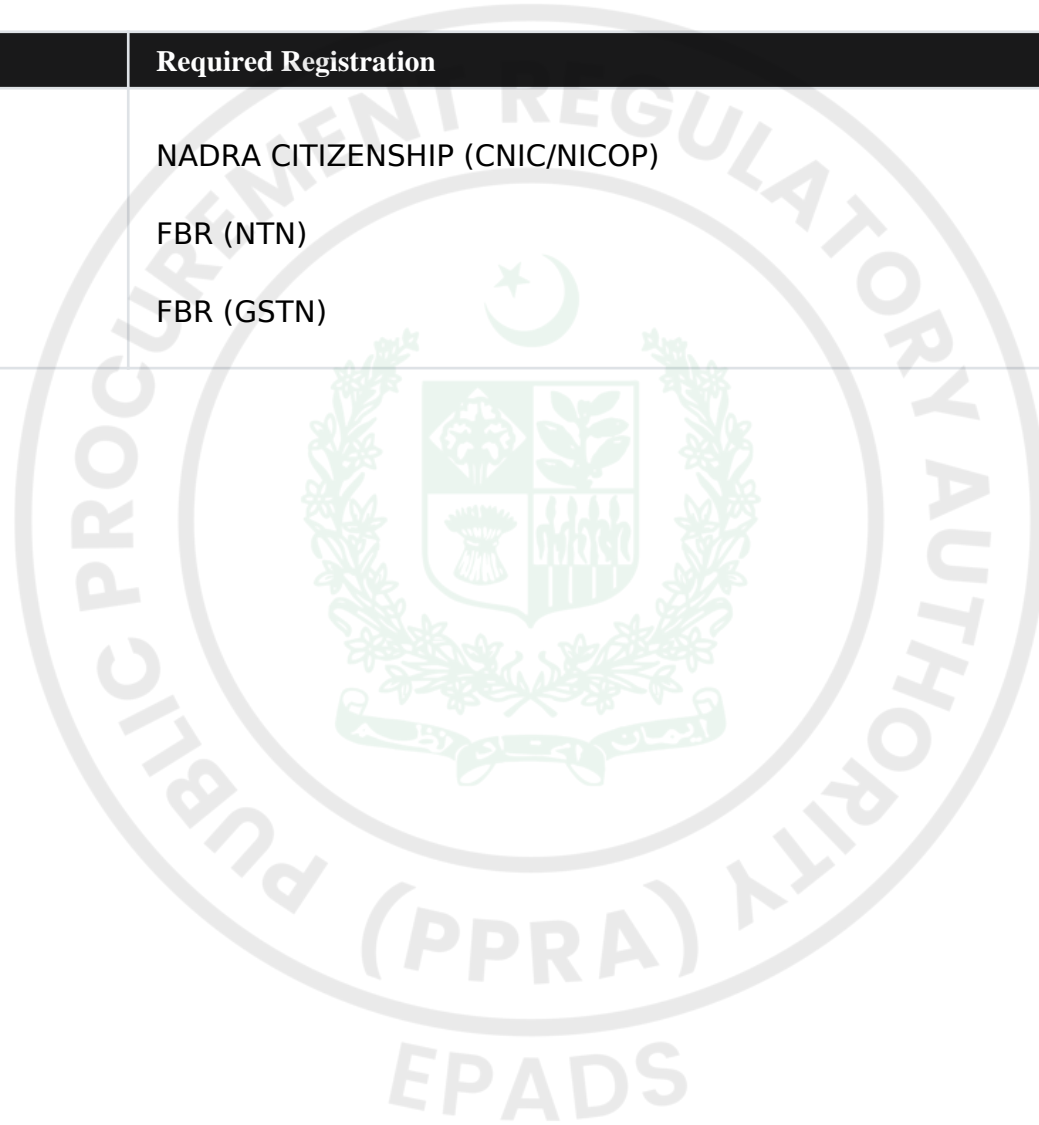 Required Registration
NADRA CITIZENSHIP (CNIC/NICOP)
FBR (NTN)
FBR (GSTN)
PUBLIC PROCUREMENT REGULATORY AUTHORITY
(PPRA)
EPADS